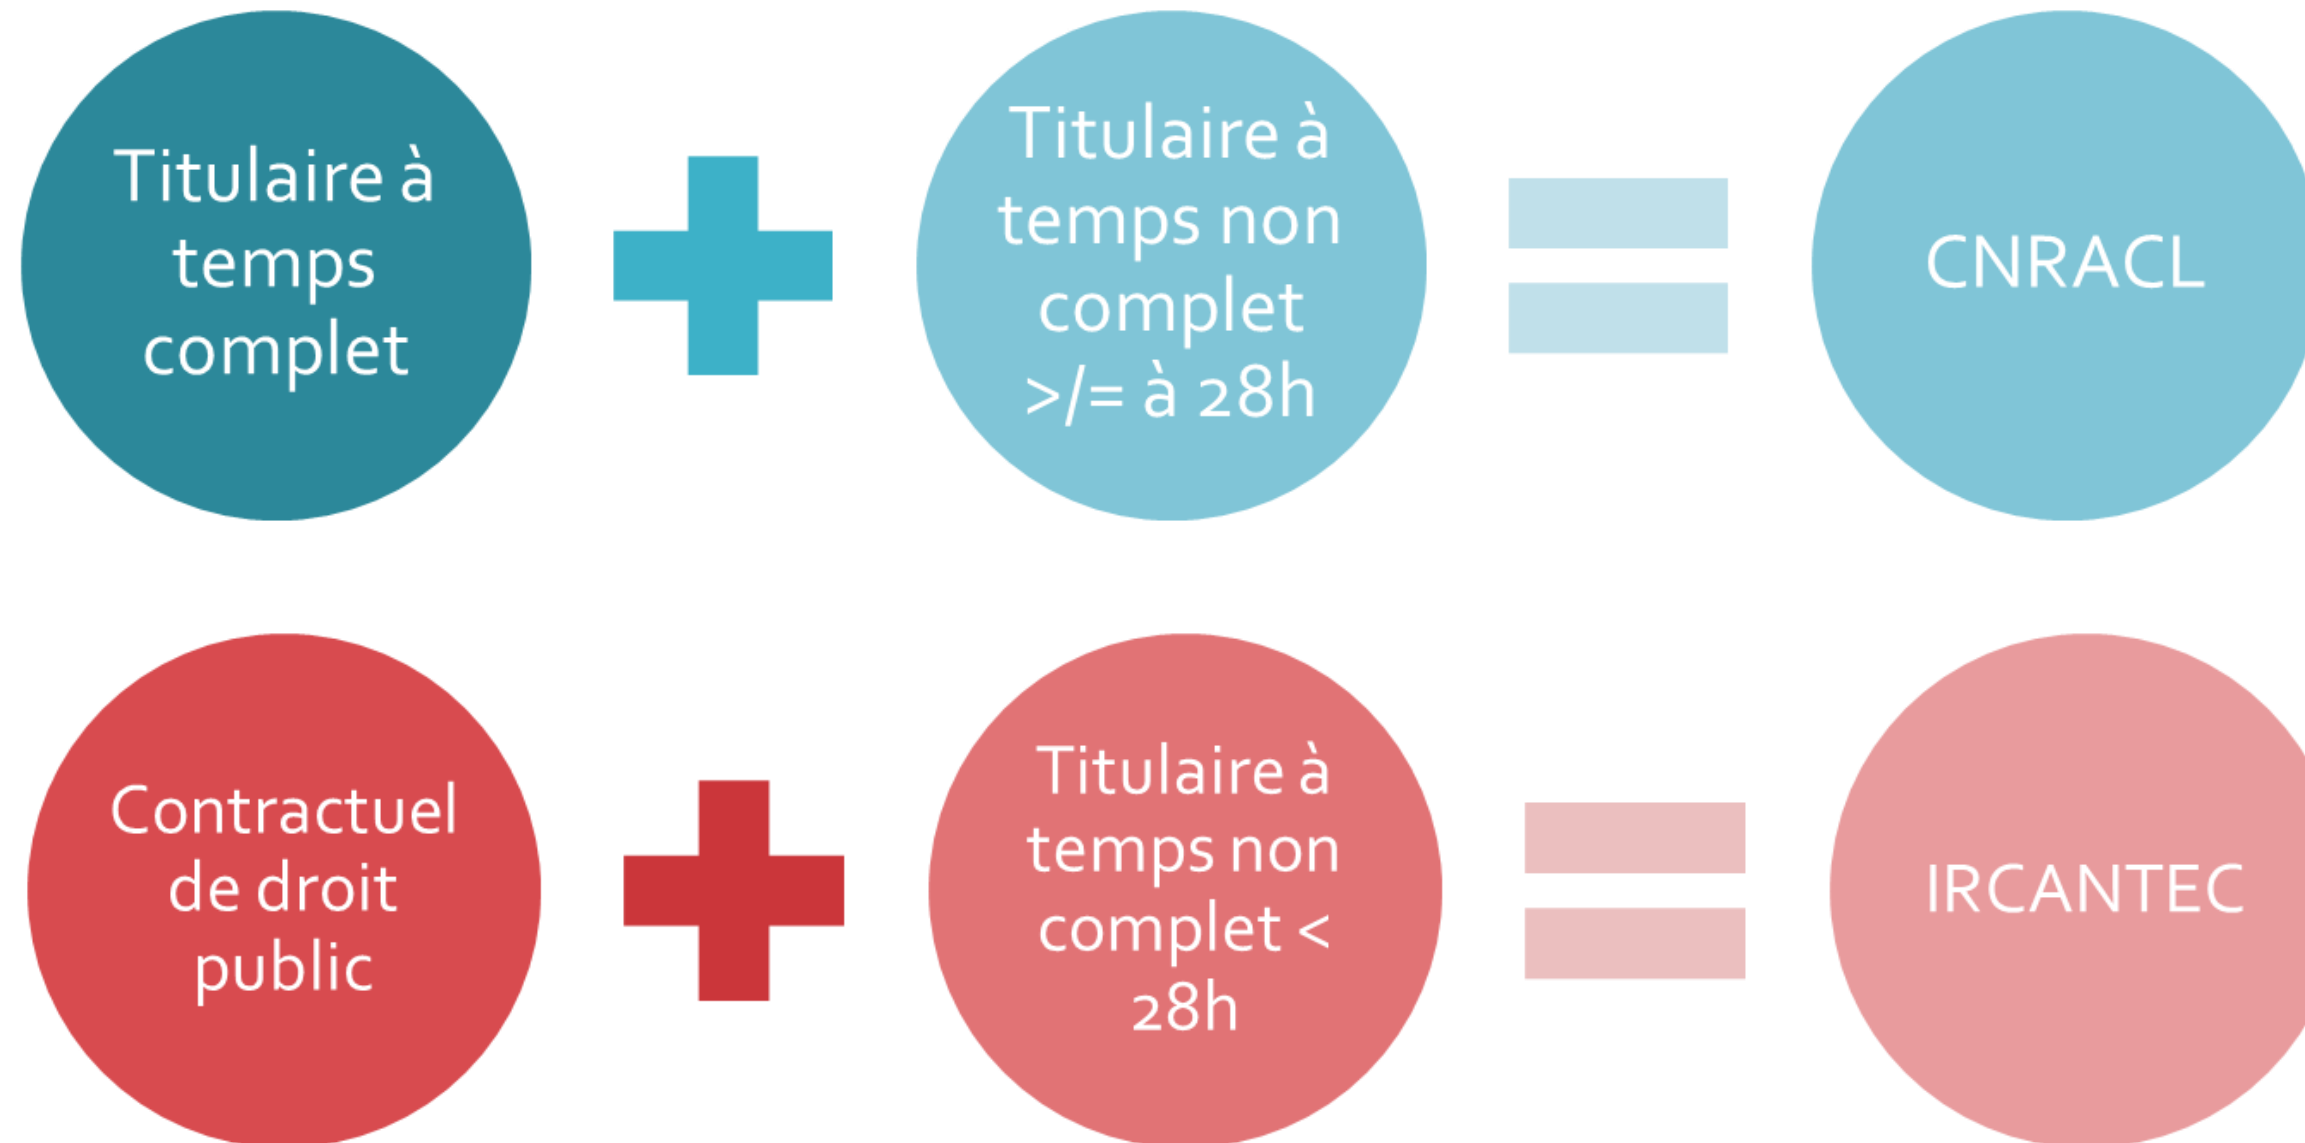 Titulaire à
temps
complet
Titulaire à
temps non
complet
>/= à 28h
CNRACL
Contractuel
de droit
public
Titulaire à
temps non
complet <
28h
IRCANTEC